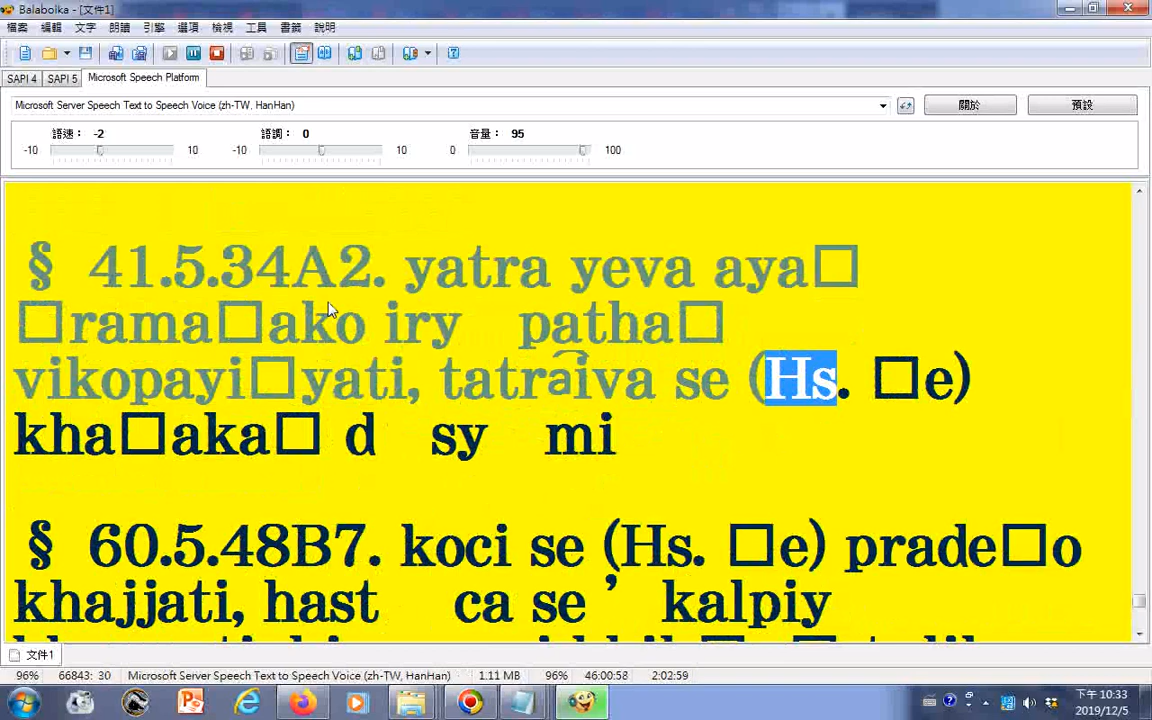 Balabolka - [文件1]
檔案 編輯 文字 朗讀 引擎 選項 檢視 工具 書籤 說明
SAPI 4 SAPI 5 Microsoft Speech Platform
Microsoft Server Speech Text to Speech Voice (zh-TW, HanHan) 關於 預設
語速： -2 語調： 0 音量： 95
-10 10 -10 10 0 100
§ 41.5.34A2. yatra yeva aya□
□rama□ako iry patha□
vikopayi□yati, tatra͡iva se (Hs. □e)
kha□aka□ d sy mi
§ 60.5.48B7. koci se (Hs. □e) prade□o
khajjati, hast ca se ’ kalpiy
文件1
96% 66843: 30 Microsoft Server Speech Text to Speech Voice (zh-TW, HanHan) 1.11 MB 96% 46:00:58 2:02:59
下午 10:33
2019/12/5